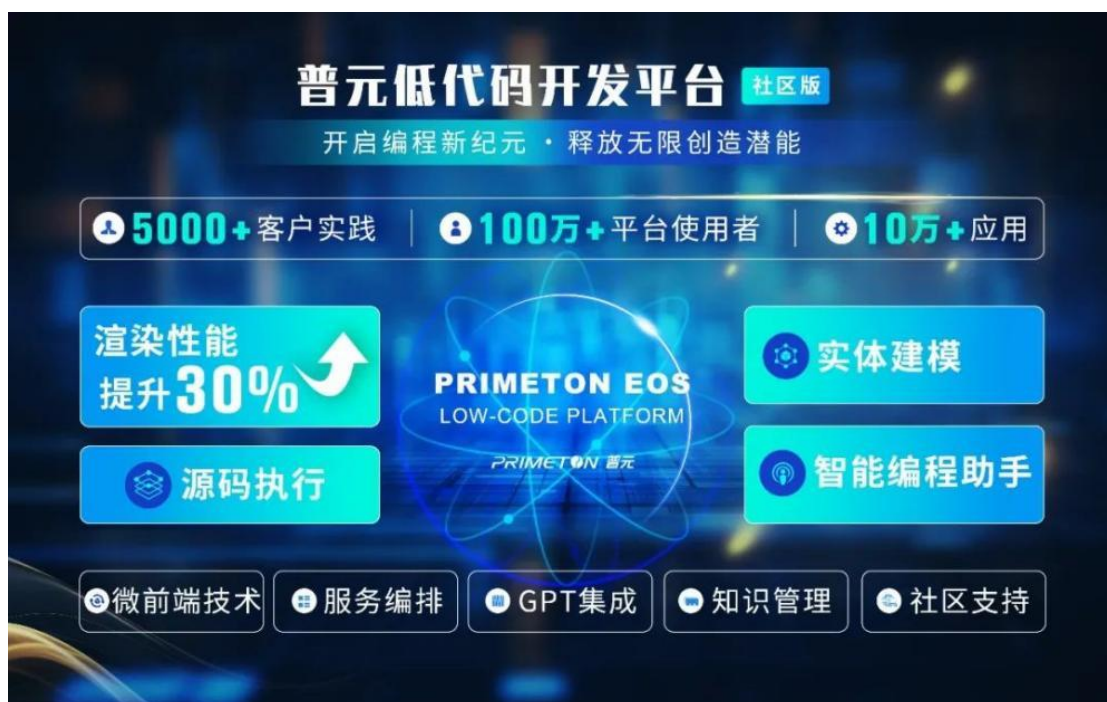 普元低代码开发平台 社区版
开启编程新纪元·释放无限创造潜能
5000+客户实践
100万+平台使用者
10万+应用
渲染性能
提升30%
源码执行
PRIMETON EOS
LOW-CODE PLATFORM
PRIMETON 普元
实体建模
智能编程助手
微前端技术
服务编排
GPT集成
知识管理
社区支持